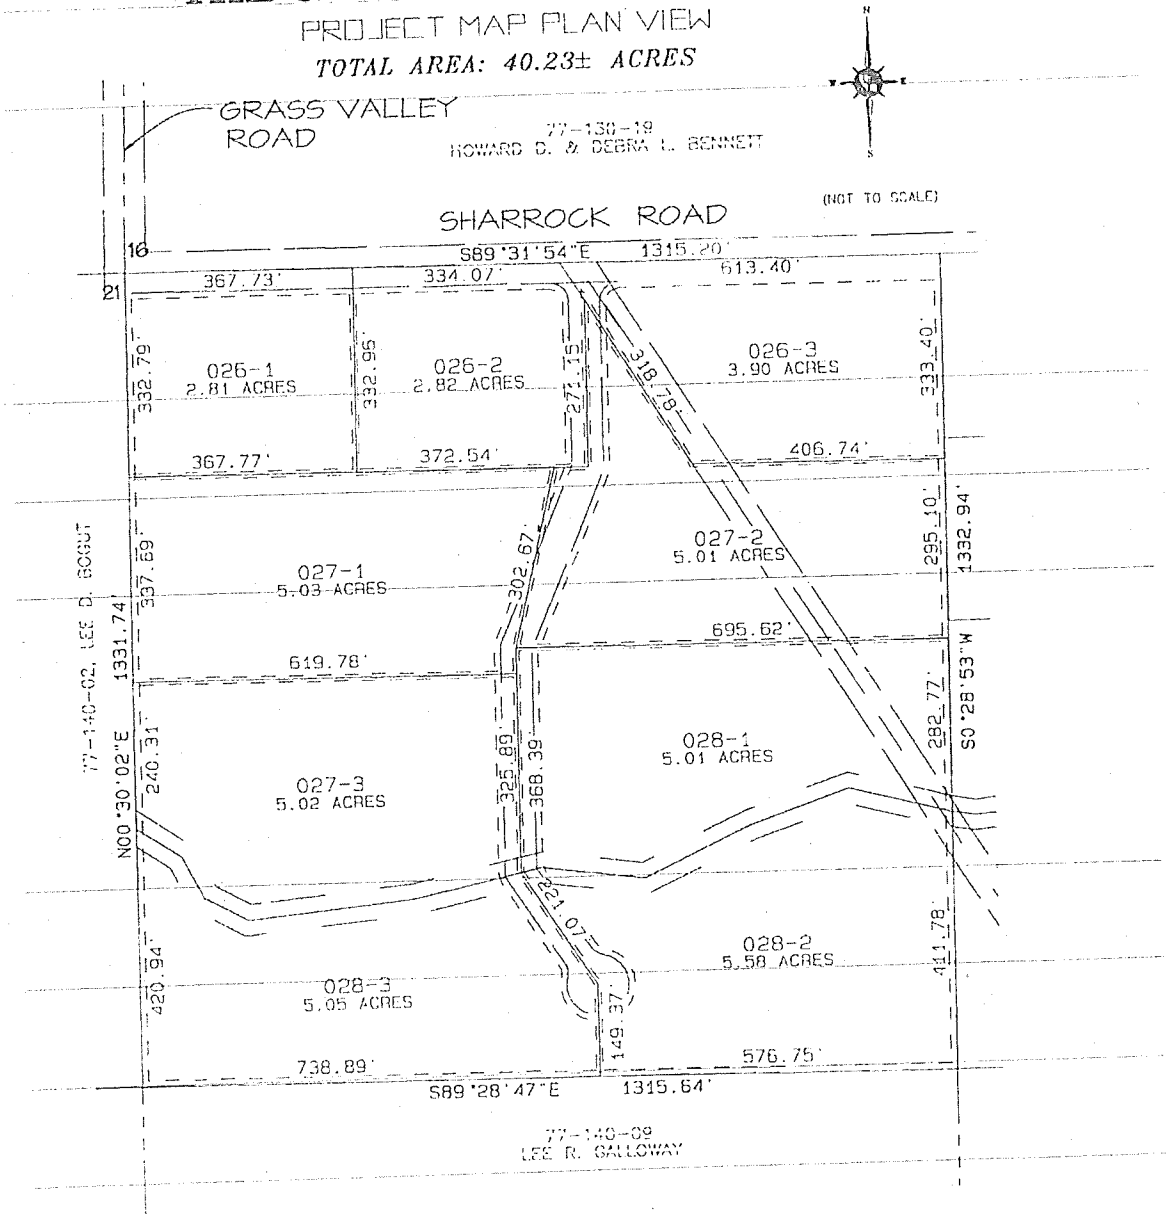 PROJECT MAP PLAN VIEW
TOTAL AREA: 40.23± ACRES
N
W E
S
GRASS VALLEY
ROAD
77-130-19
HOWARD D. & DEBRA L. BENNETT
(NOT TO SCALE)
SHARROCK ROAD
16
21
S89°31'54"E 1315.20'
367.73'
334.07'
613.40'
332.79'
026-1
2.81 ACRES
332.95'
026-2
2.82 ACRES
271.15'
318.78'
026-3
3.90 ACRES
333.40'
367.77'
372.54'
406.74'
77-140-02, LEE D. BOGUT
N00°30'02"E 1331.74'
337.69'
027-1
5.03 ACRES
302.67'
027-2
5.01 ACRES
295.10'
1332.94'
S0°28'53"W
619.78'
695.62'
240.31'
027-3
5.02 ACRES
325.89'
368.39'
028-1
5.01 ACRES
282.77'
221.07'
420.94'
028-3
5.05 ACRES
149.37'
028-2
5.58 ACRES
411.78'
738.89'
576.75'
S89°28'47"E 1315.64'
77-140-09
LEE R. GALLOWAY